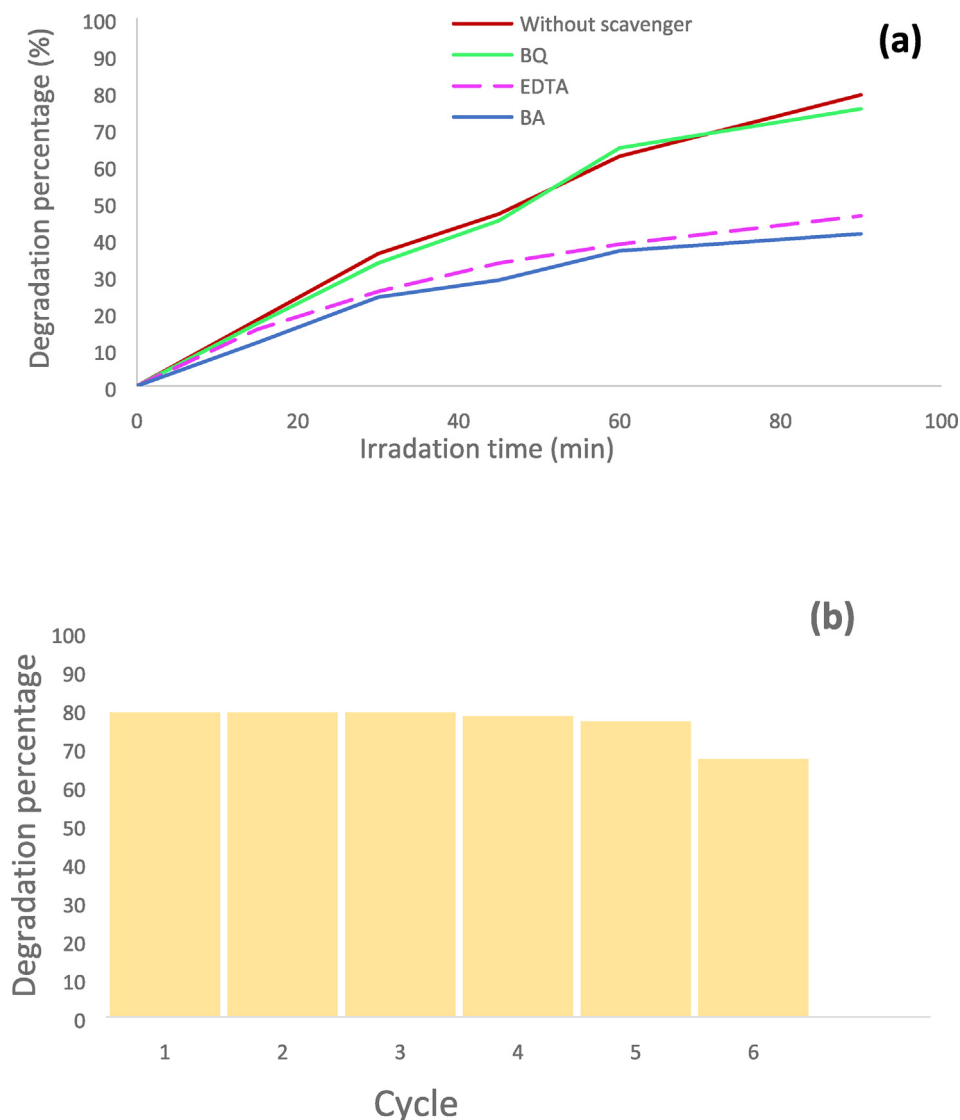 (a)
Without scavenger
BQ
EDTA
BA
Degradation percentage (%)
100
90
80
70
60
50
40
30
20
10
0
0 20 40 60 80 100
Irradation time (min)
(b)
Degradation percentage
100
90
80
70
60
50
40
30
20
10
0
1 2 3 4 5 6
Cycle